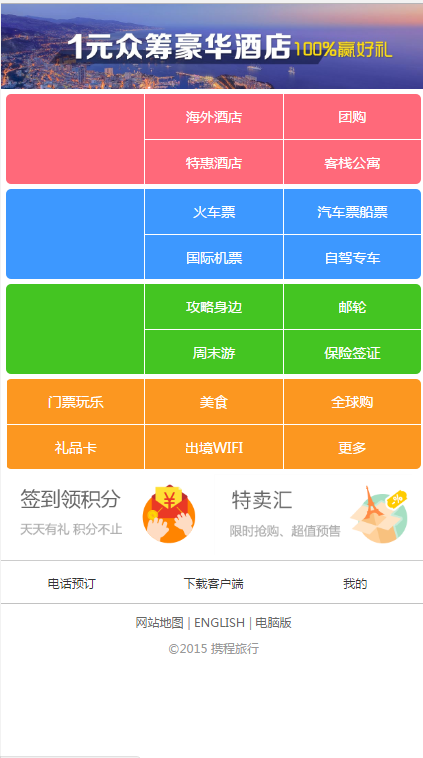 1元众筹豪华酒店100%赢好礼
海外酒店 团购
特惠酒店 客栈公寓
火车票 汽车票船票
国际机票 自驾专车
攻略身边 邮轮
周末游 保险签证
门票玩乐 美食 全球购
礼品卡 出境WIFI 更多
签到领积分 特卖汇
天天有礼 积分不止 限时抢购、超值预售
电话预订 下载客户端 我的
网站地图 | ENGLISH | 电脑版
©2015 携程旅行